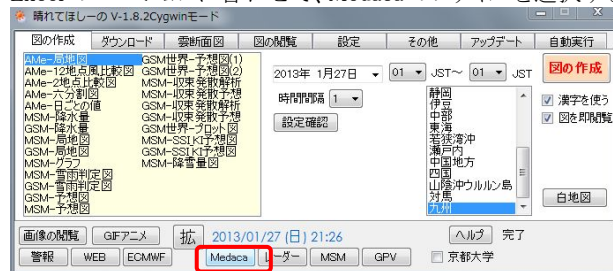 晴れてほしーの V-1.8.2Cygwinモード
図の作成 ダウンロード 雲断面図 図の閲覧 設定 その他 アップデート 自動実行
AMe-局地図
AMe-12地点風比較図
AMe-2地点比較図
AMe-六分割図
AMe-日ごとの値
MSM-降水量
GSM-降水量
MSM-局地図
GSM-局地図
MSM-グラフ
MSM-雪雨判定図
GSM-雪雨判定図
GSM-予想図
MSM-予想図
GSM世界-予想図(1)
GSM世界-予想図(2)
MSM-収束発散解析
MSM-収束発散予想
GSM-収束発散解析
GSM-収束発散予想
GSM世界-プロット図
MSM-SSI,KI予想図
GSM-SSI,KI予想図
MSM-降雪量図
2013年 1月27日 01 JST～ 01 JST
時間間隔 1
設定確認
静岡
伊豆
中部
東海
若狭湾沖
瀬戸内
中国地方
四国
山陰沖ウルルン島
対馬
九州
図の作成
漢字を使う
図を即閲覧
白地図
画像の閲覧 GIFアニメ 拡 2013/01/27 (日) 21:26 ヘルプ 完了
警報 WEB ECMWF Medaca レーダー MSM GPV 京都大学